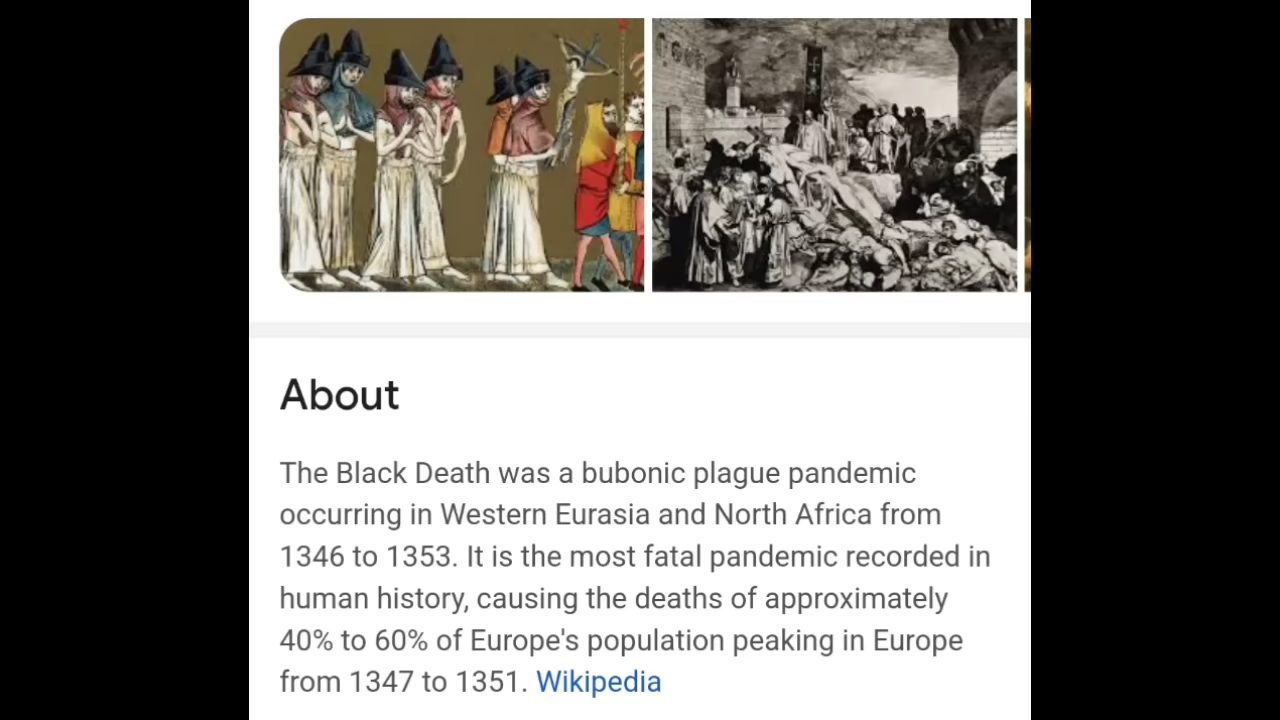 About
The Black Death was a bubonic plague pandemic
occurring in Western Eurasia and North Africa from
1346 to 1353. It is the most fatal pandemic recorded in
human history, causing the deaths of approximately
40% to 60% of Europe's population peaking in Europe
from 1347 to 1351. Wikipedia